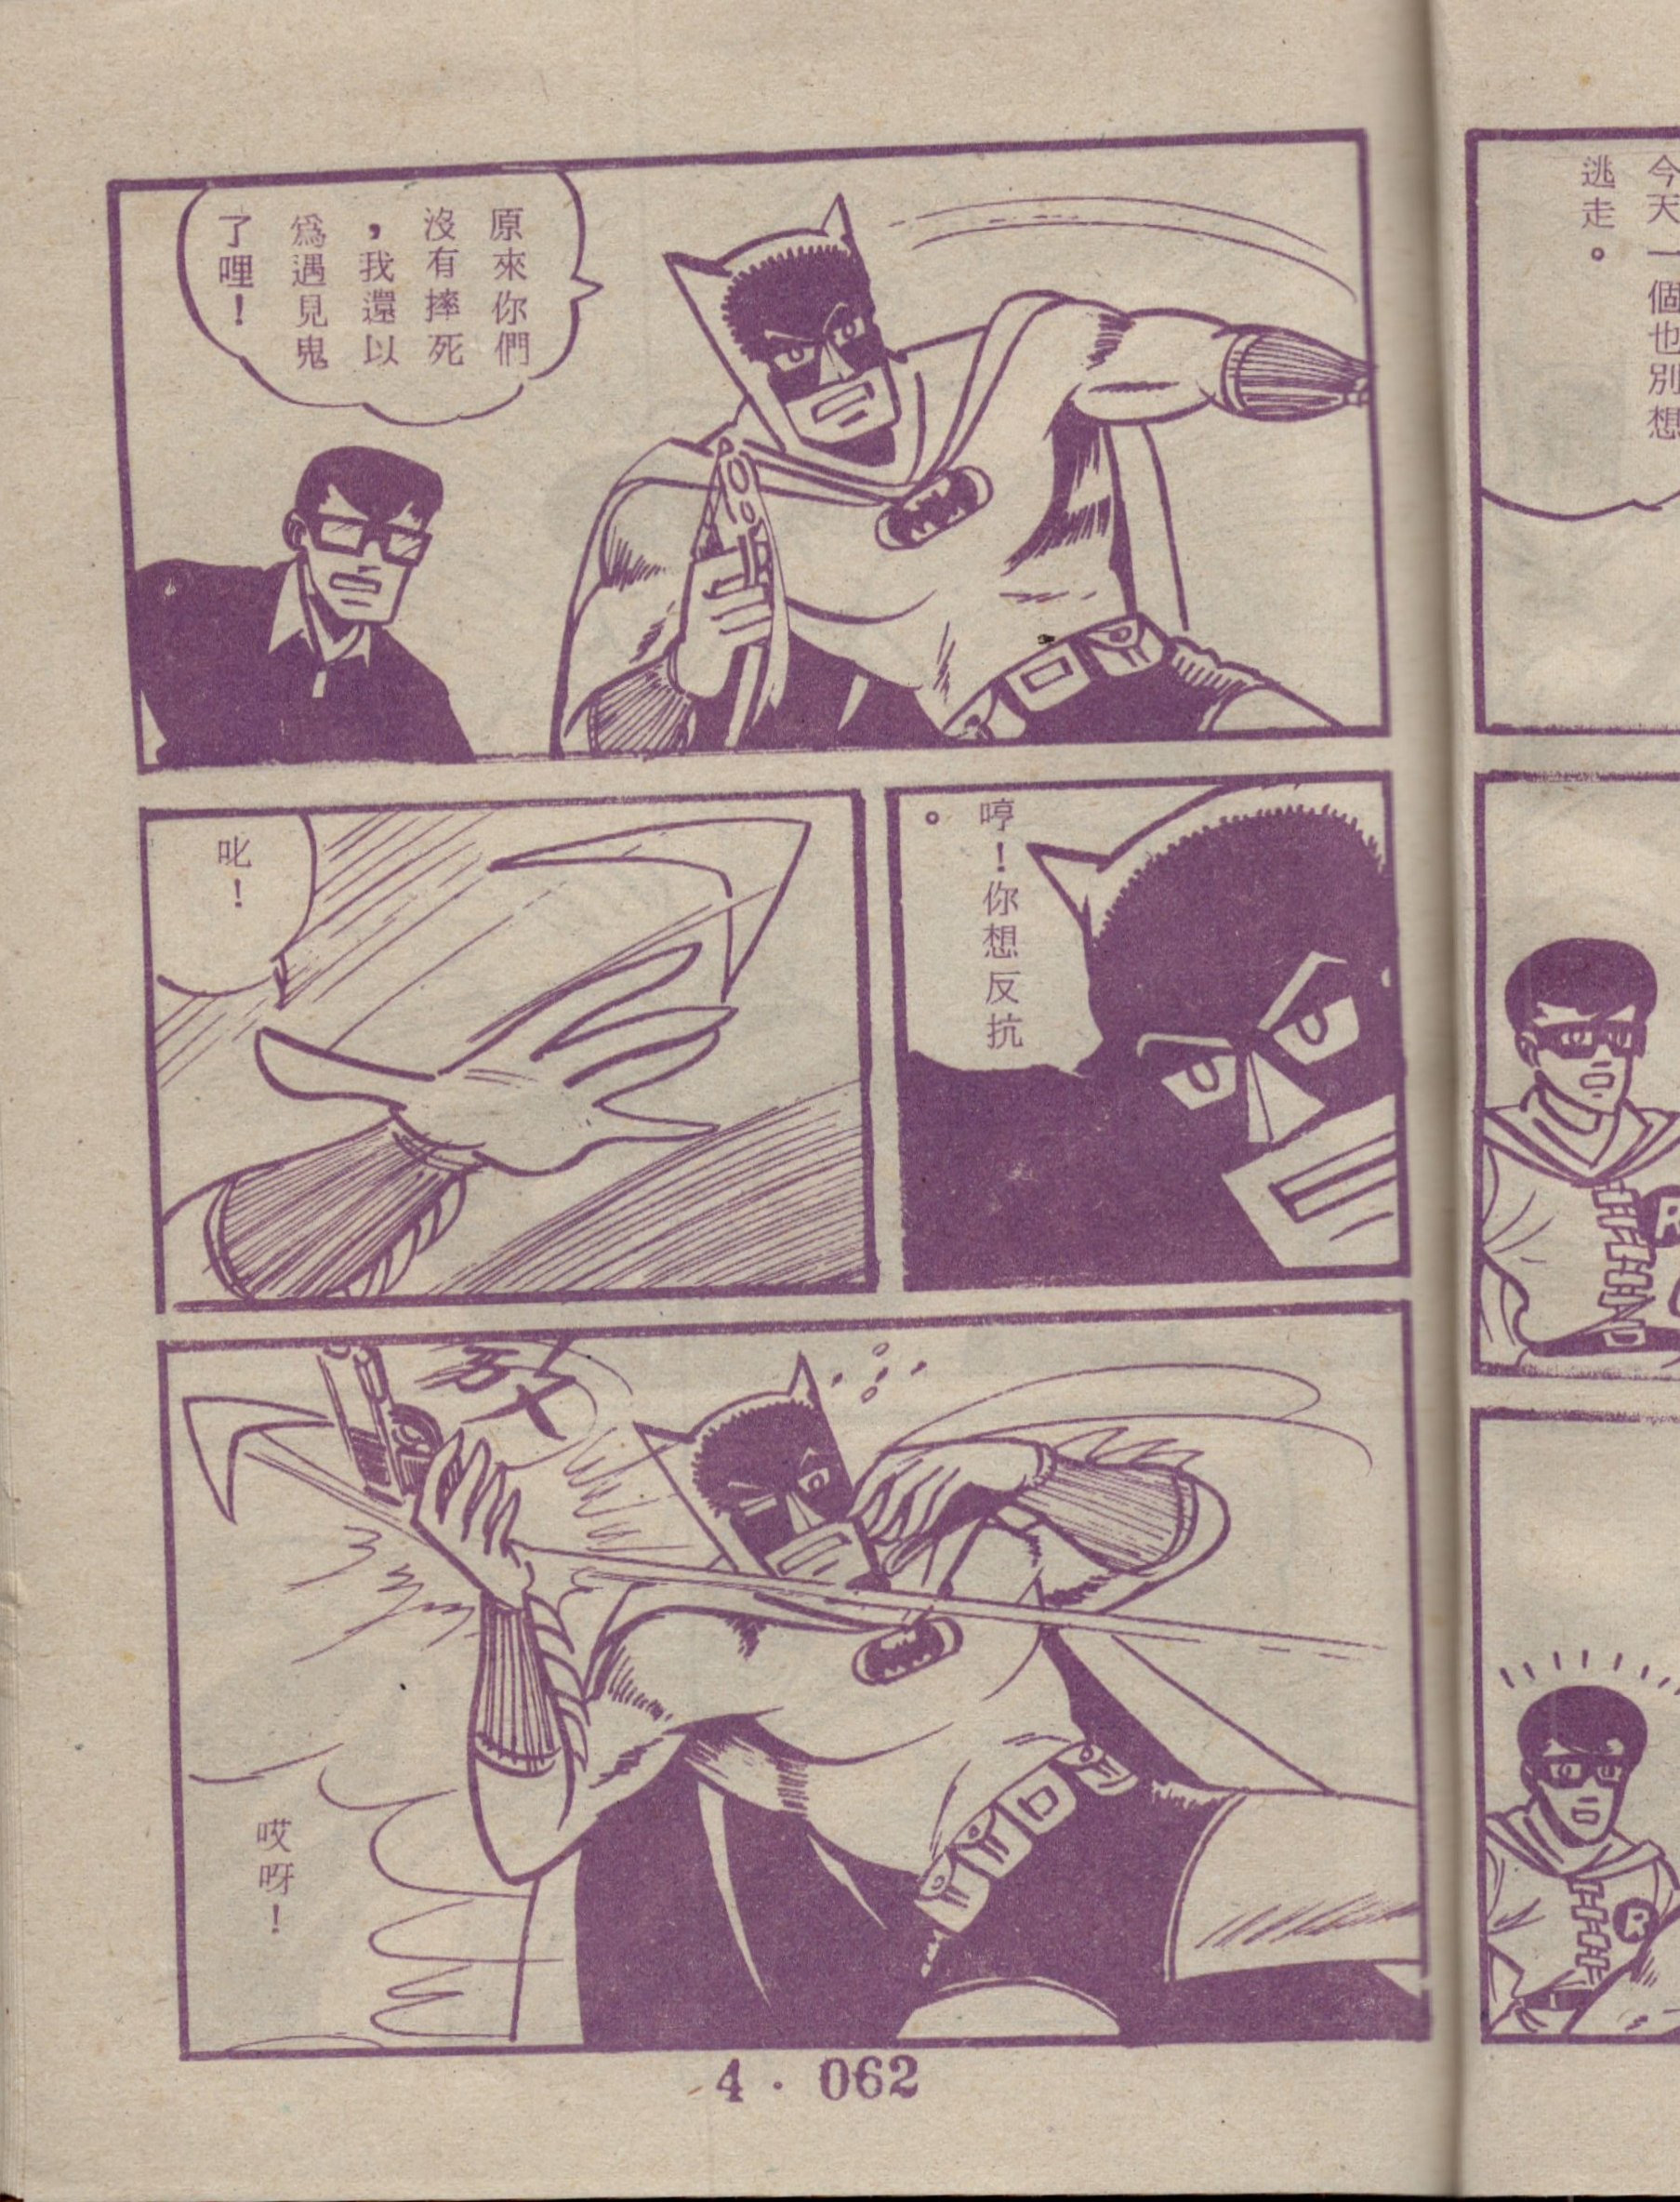 今天一個也別想
逃走。
原來你們
沒有摔死
，我還以
爲遇見鬼
了哩！
哼！你想反抗
。
叱！
放
哎呀！
R
R
4．062